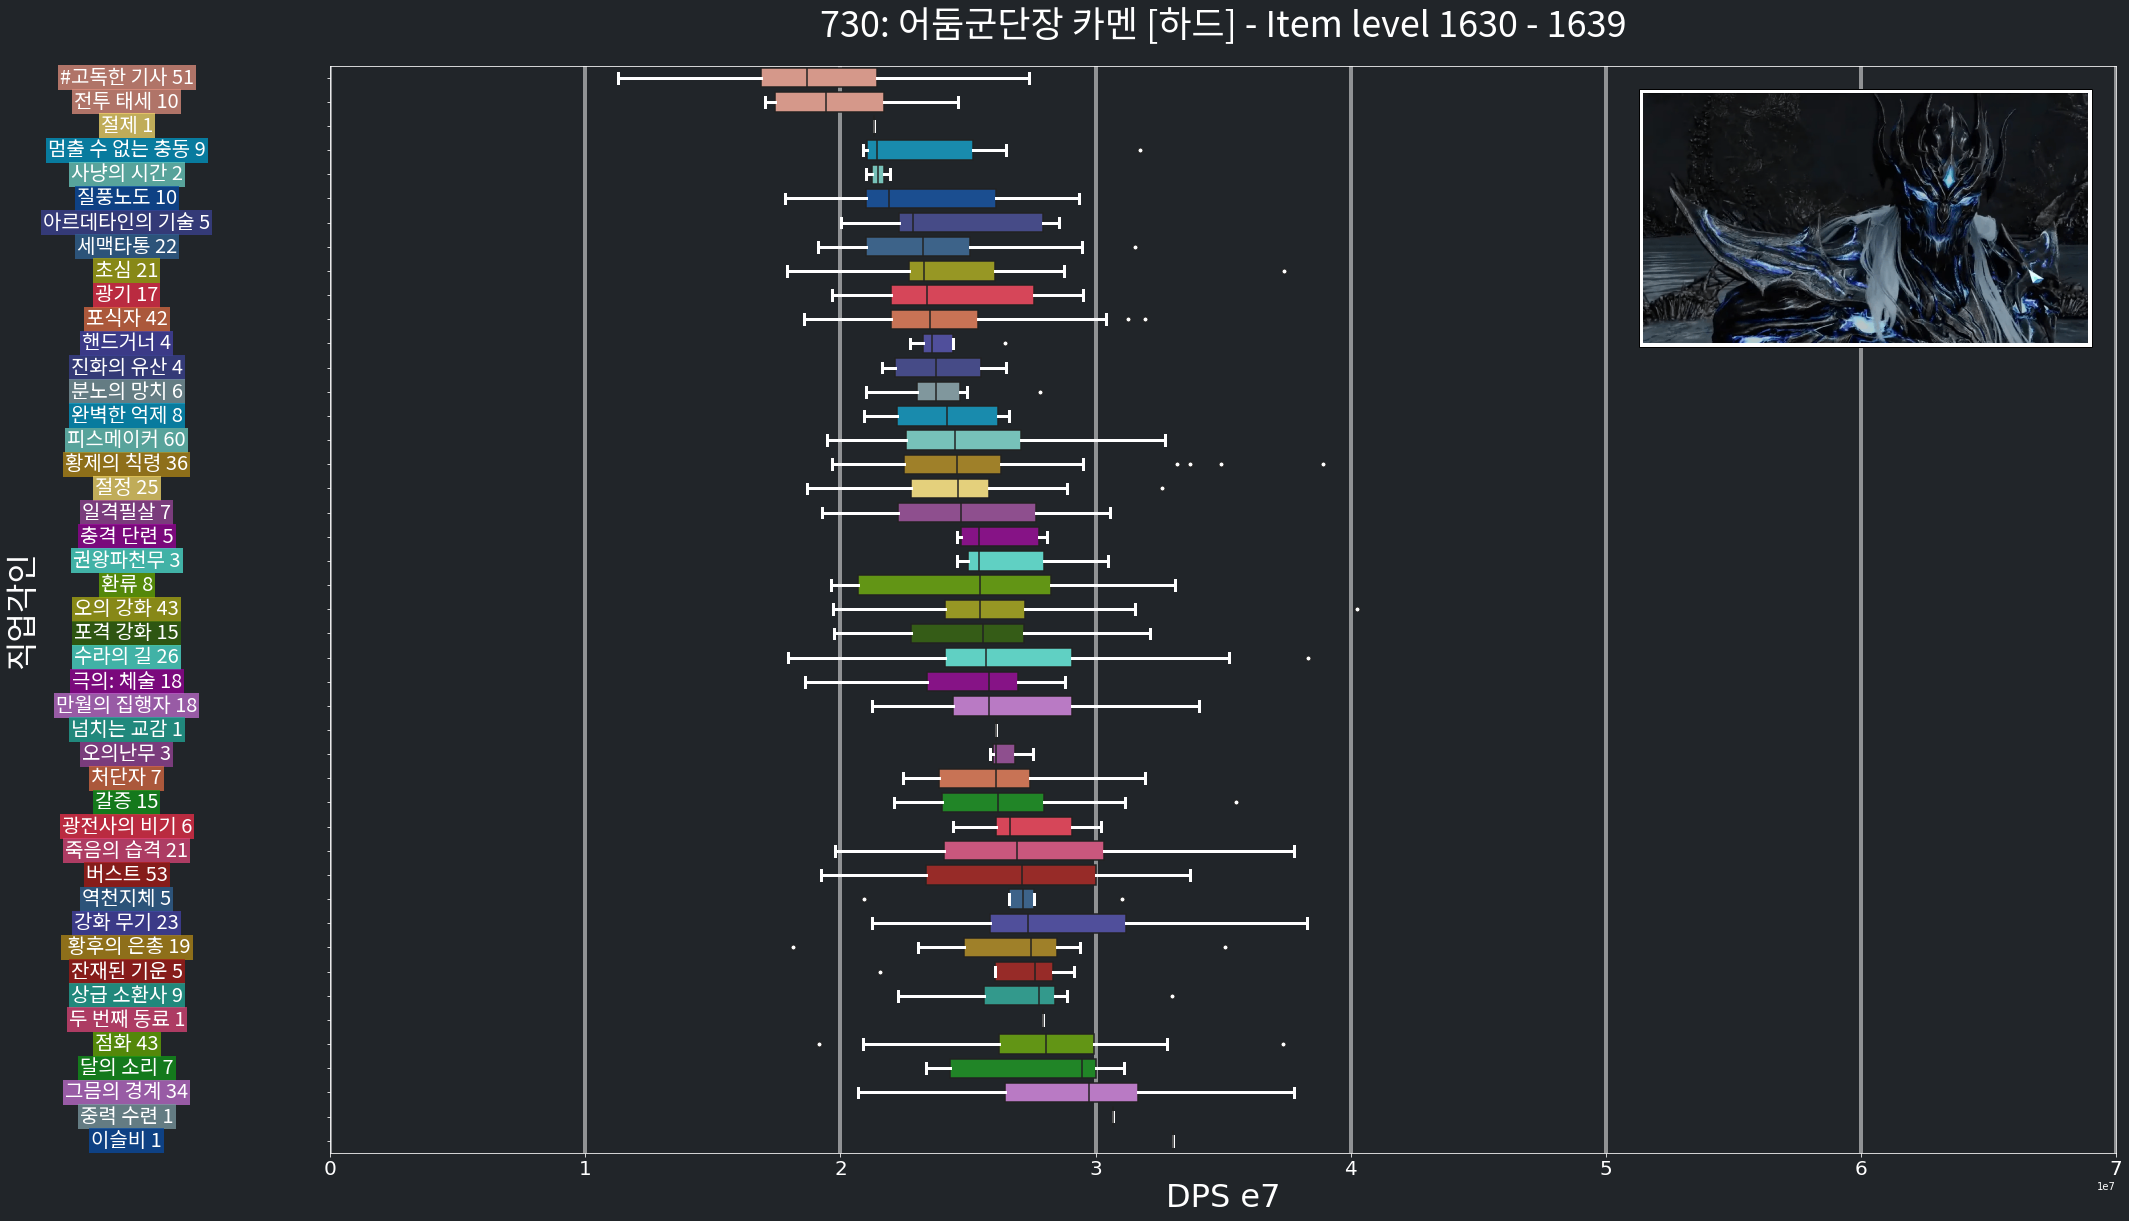 730: 어둠군단장 카멘 [하드] - Item level 1630 - 1639
#고독한 기사 51
전투 태세 10
절제 1
멈출 수 없는 충동 9
사냥의 시간 2
질풍노도 10
아르데타인의 기술 5
세맥타통 22
초심 21
광기 17
포식자 42
핸드거너 4
진화의 유산 4
분노의 망치 6
완벽한 억제 8
피스메이커 60
황제의 칙령 36
절정 25
일격필살 7
충격 단련 5
권왕파천무 3
환류 8
오의 강화 43
포격 강화 15
수라의 길 26
극의: 체술 18
만월의 집행자 18
넘치는 교감 1
오의난무 3
처단자 7
갈증 15
광전사의 비기 6
죽음의 습격 21
버스트 53
역천지체 5
강화 무기 23
황후의 은총 19
잔재된 기운 5
상급 소환사 9
두 번째 동료 1
점화 43
달의 소리 7
그믐의 경계 34
중력 수련 1
이슬비 1
직업각인
0 1 2 3 4 5 6 7
1e7
DPS e7